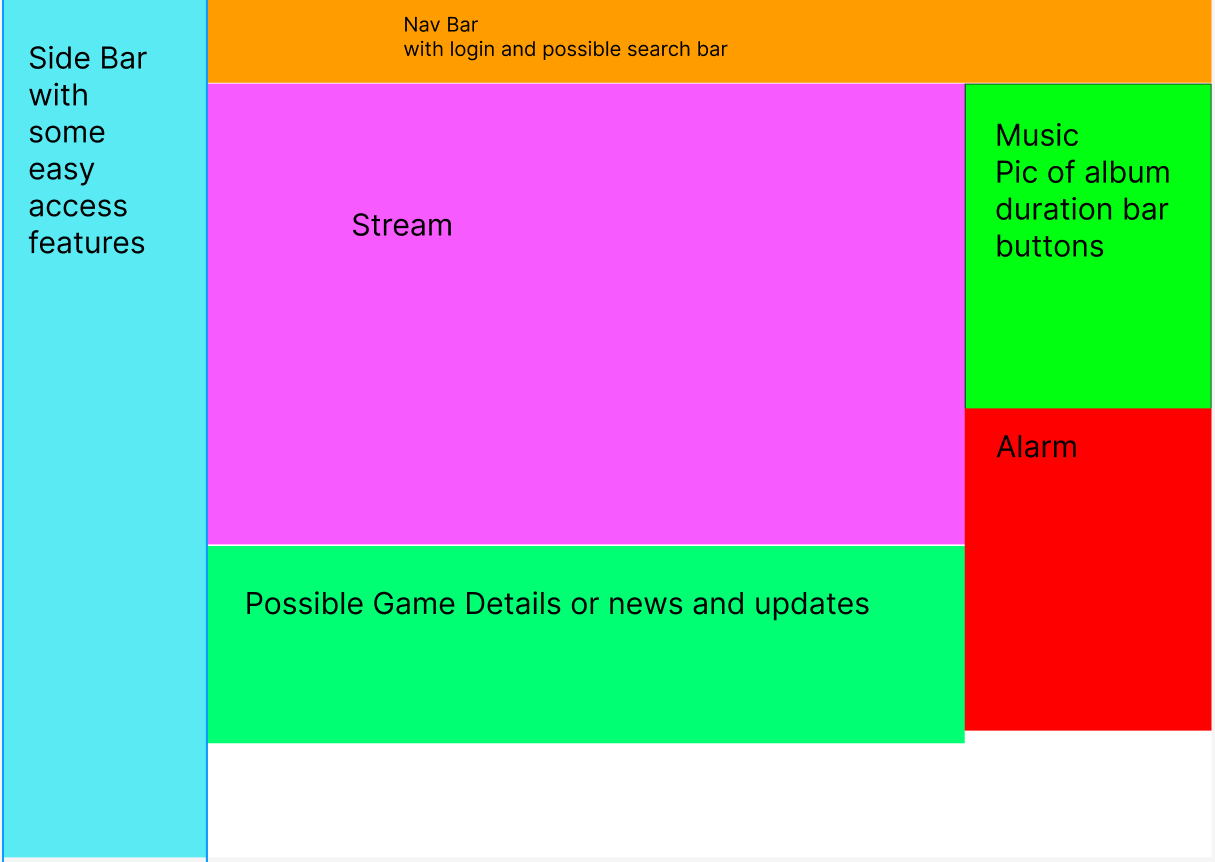 Nav Bar
with login and possible search bar
Side Bar
with
some
easy
access
features
Stream
Music
Pic of album
duration bar
buttons
Alarm
Possible Game Details or news and updates